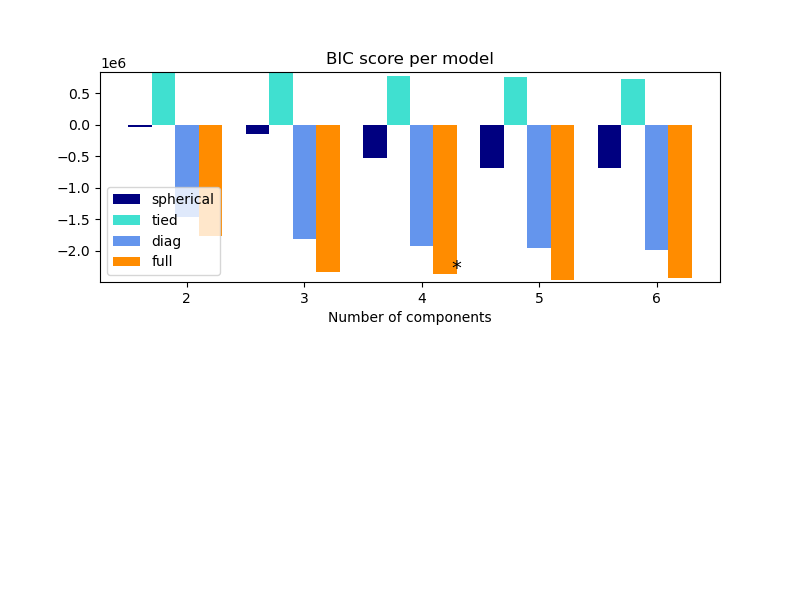 BIC score per model
1e6
0.5
0.0
−0.5
−1.0
−1.5
−2.0
spherical
tied
diag
full
*
2 3 4 5 6
Number of components